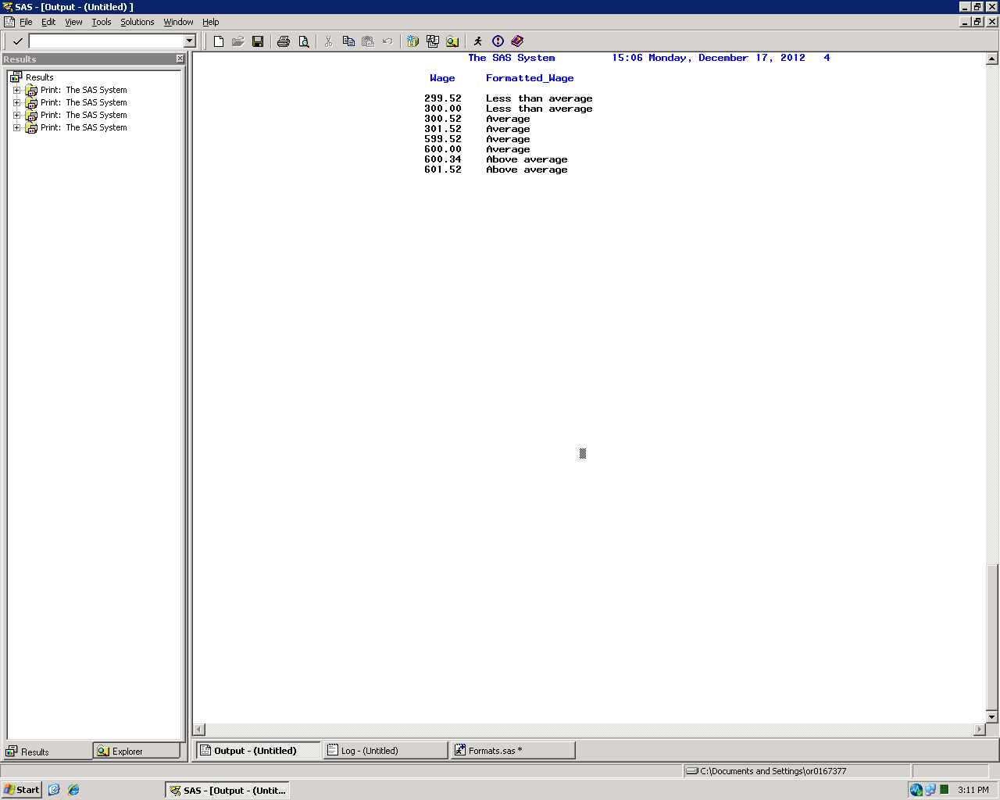 SAS - [Output - (Untitled) ]
File Edit View Tools Solutions Window Help
Results
Results
Print: The SAS System
Print: The SAS System
Print: The SAS System
Print: The SAS System
The SAS System 15:06 Monday, December 17, 2012 4
Wage Formatted_Wage
299.52 Less than average
300.00 Less than average
300.52 Average
301.52 Average
599.52 Average
600.00 Average
600.34 Above average
601.52 Above average
Results Explorer
Output - (Untitled) Log - (Untitled) Formats.sas *
C:\Documents and Settings\or0167377
Start SAS - [Output - (Untit... 3:11 PM